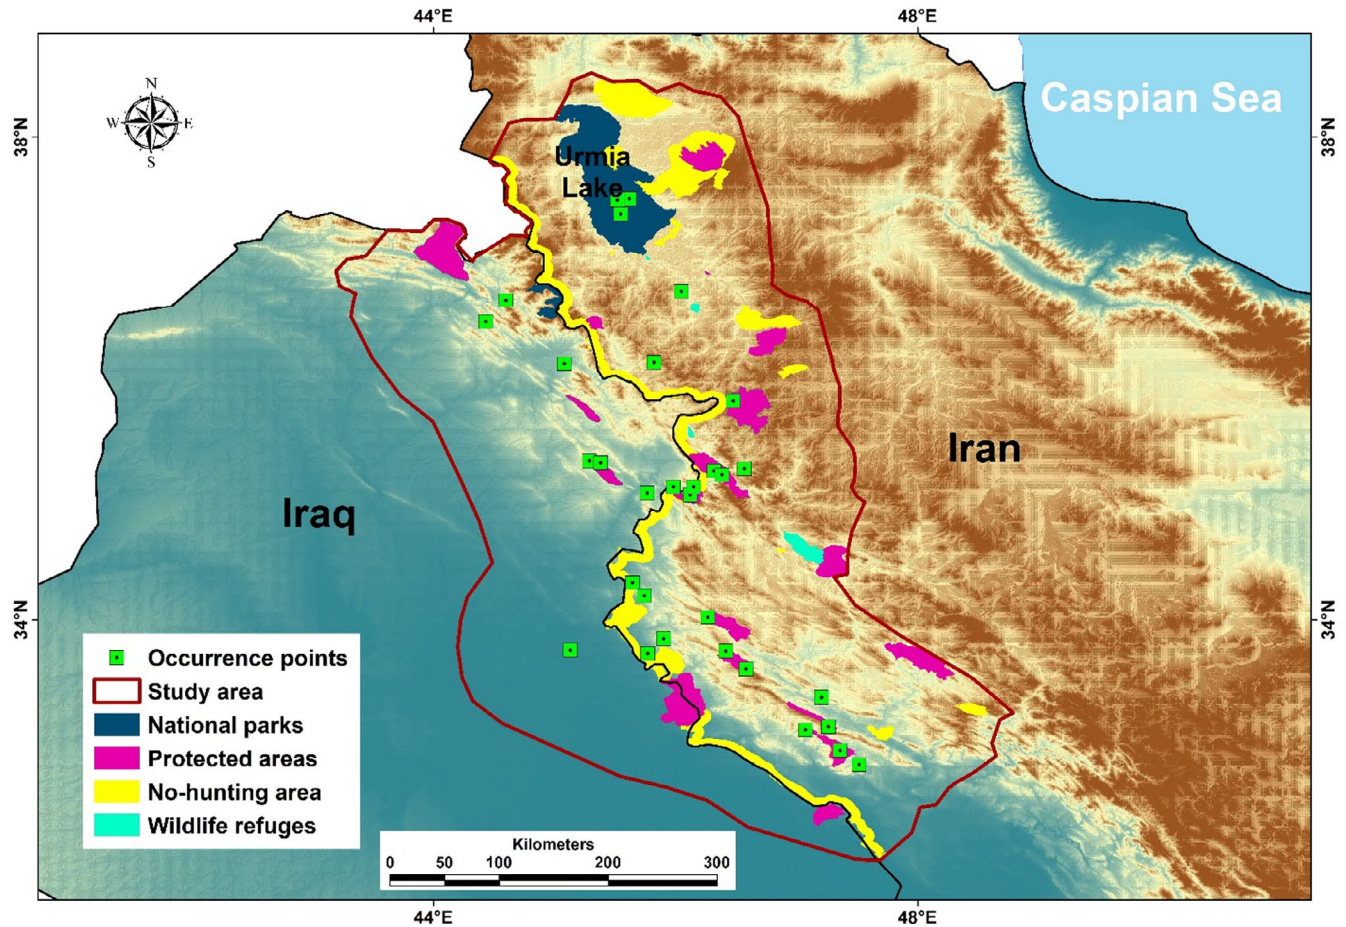 44°E
48°E
38°N
38°N
N
W
E
S
Caspian Sea
Urmia
Lake
Iran
Iraq
34°N
34°N
Occurrence points
Study area
National parks
Protected areas
No-hunting area
Wildlife refuges
Kilometers
0 50 100 200 300
44°E
48°E